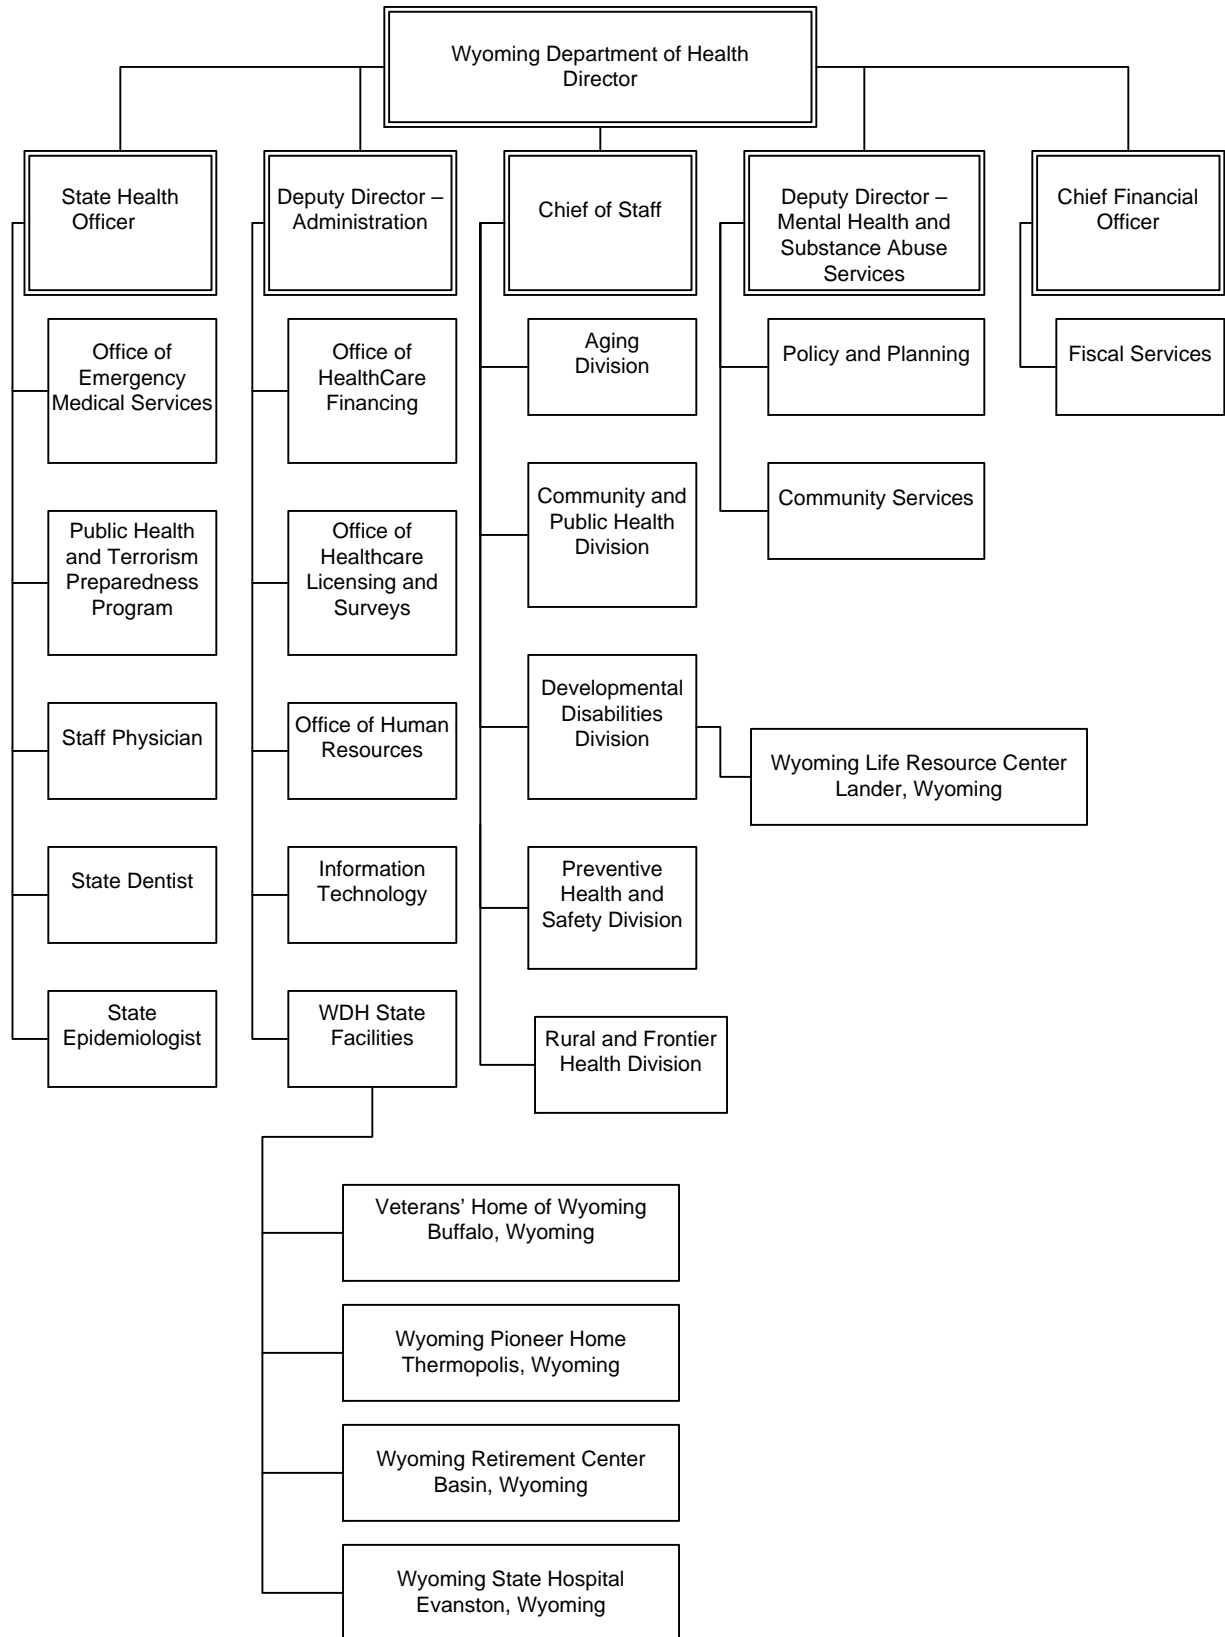 Wyoming Department of Health
Director
State Health
Officer
Deputy Director –
Administration
Chief of Staff
Deputy Director –
Mental Health and
Substance Abuse
Services
Chief Financial
Officer
Office of
Emergency
Medical Services
Office of
HealthCare
Financing
Aging
Division
Policy and Planning
Fiscal Services
Public Health
and Terrorism
Preparedness
Program
Office of
Healthcare
Licensing and
Surveys
Community and
Public Health
Division
Community Services
Staff Physician
Office of Human
Resources
Developmental
Disabilities
Division
Wyoming Life Resource Center
Lander, Wyoming
State Dentist
Information
Technology
Preventive
Health and
Safety Division
State
Epidemiologist
WDH State
Facilities
Rural and Frontier
Health Division
Veterans’ Home of Wyoming
Buffalo, Wyoming
Wyoming Pioneer Home
Thermopolis, Wyoming
Wyoming Retirement Center
Basin, Wyoming
Wyoming State Hospital
Evanston, Wyoming